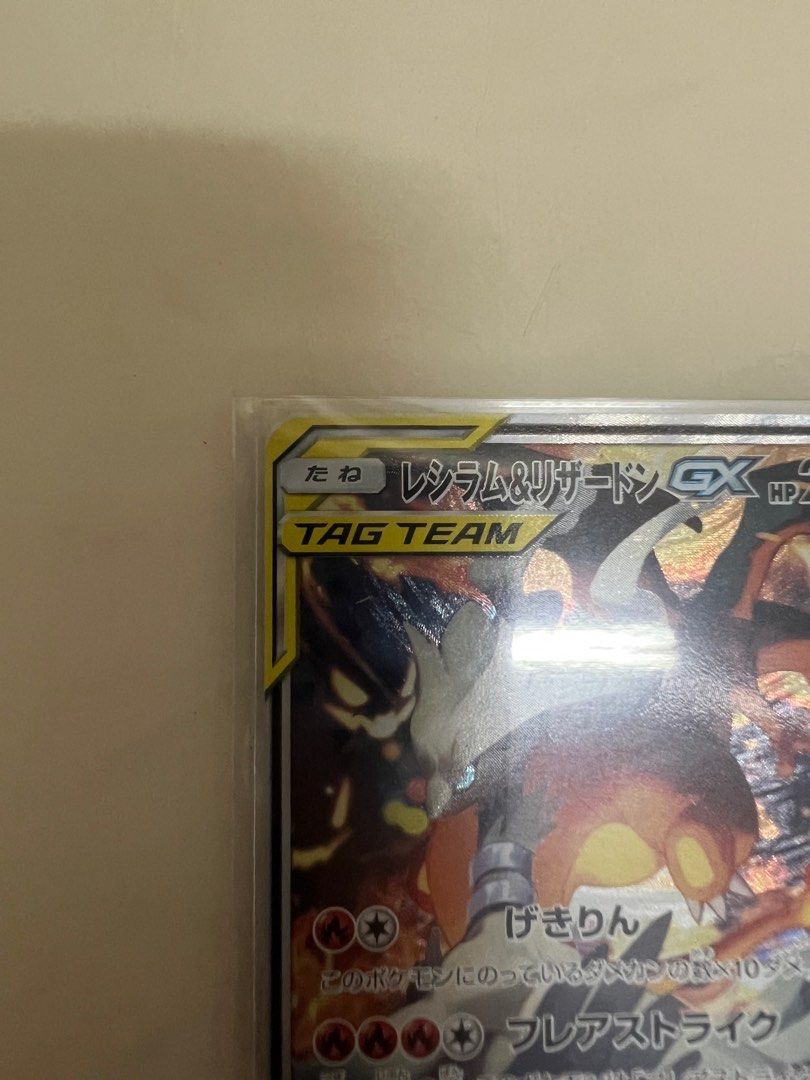 たね レシラム&リザードンGX HP
TAG TEAM
げきりん
このポケモンにのっているダメカンの数×10ダメ
フレアストライク